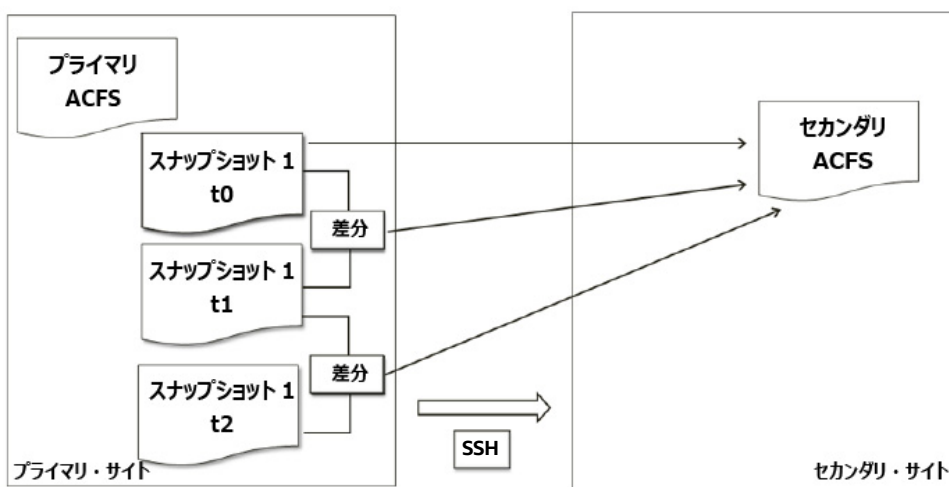 プライマリ
ACFS
スナップショット 1
t0
差分
スナップショット 1
t1
差分
スナップショット 1
t2
プライマリ・サイト
SSH
セカンダリ
ACFS
セカンダリ・サイト